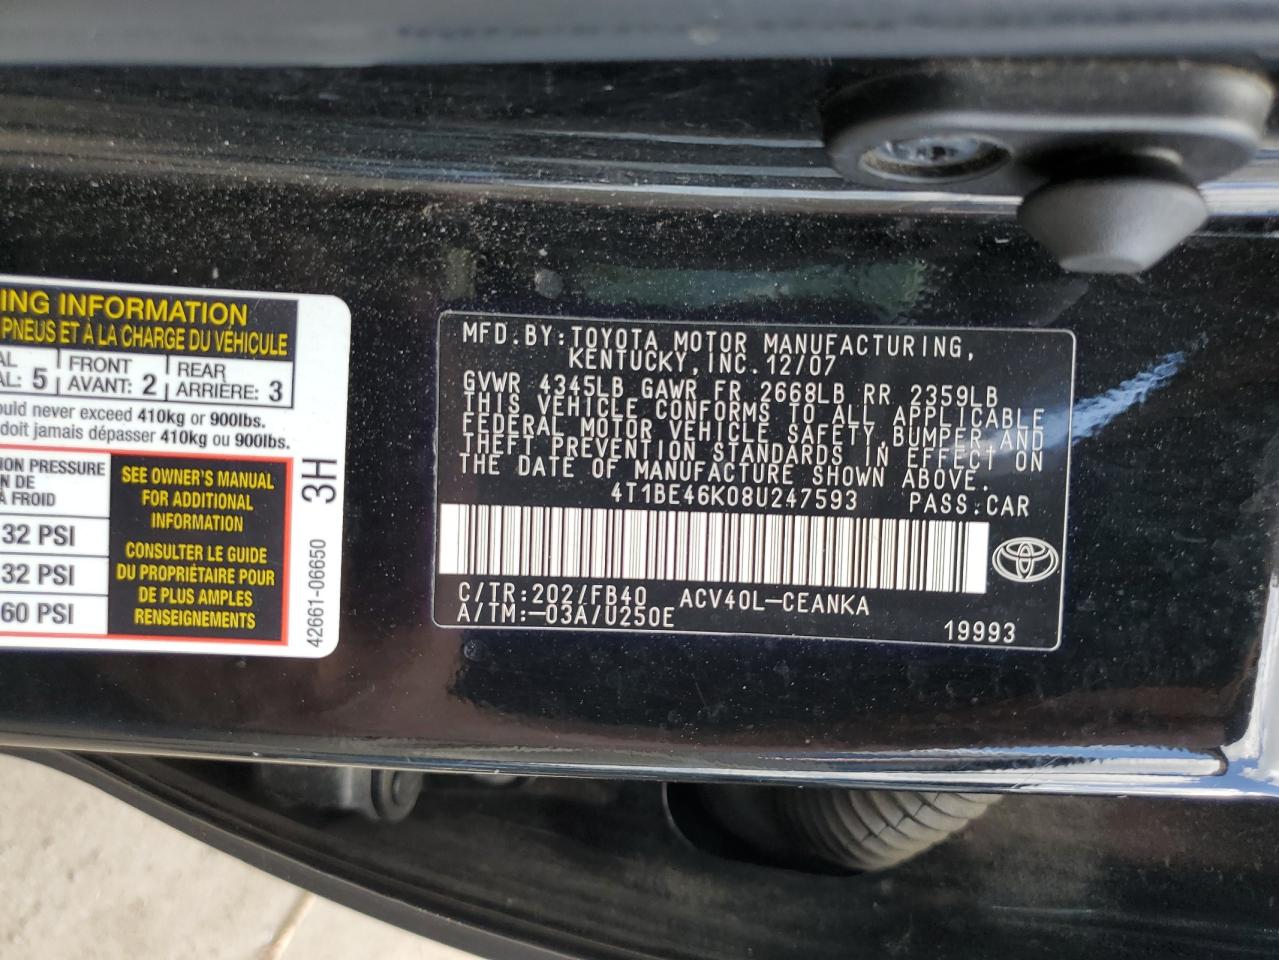 ING INFORMATION
PNEUS ET À LA CHARGE DU VÉHICULE
AL: 5 FRONT AVANT: 2 REAR ARRIÈRE: 3
ould never exceed 410kg or 900lbs.
doit jamais dépasser 410kg ou 900lbs.
ION PRESSURE
N DE
À FROID
32 PSI
32 PSI
60 PSI
SEE OWNER'S MANUAL
FOR ADDITIONAL
INFORMATION
CONSULTER LE GUIDE
DU PROPRIÉTAIRE POUR
DE PLUS AMPLES
RENSEIGNEMENTS
3H
42661-06650
MFD.BY:TOYOTA MOTOR MANUFACTURING,
KENTUCKY,INC.12/07
GVWR 4345LB GAWR FR 2668LB RR 2359LB
THIS VEHICLE CONFORMS TO ALL APPLICABLE
FEDERAL MOTOR VEHICLE SAFETY,BUMPER,AND
THEFT PREVENTION STANDARDS IN EFFECT ON
THE DATE OF MANUFACTURE SHOWN ABOVE.
4T1BE46K08U247593 PASS.CAR
C/TR:202/FB40 ACV40L-CEANKA
A/TM:-03A/U250E
19993